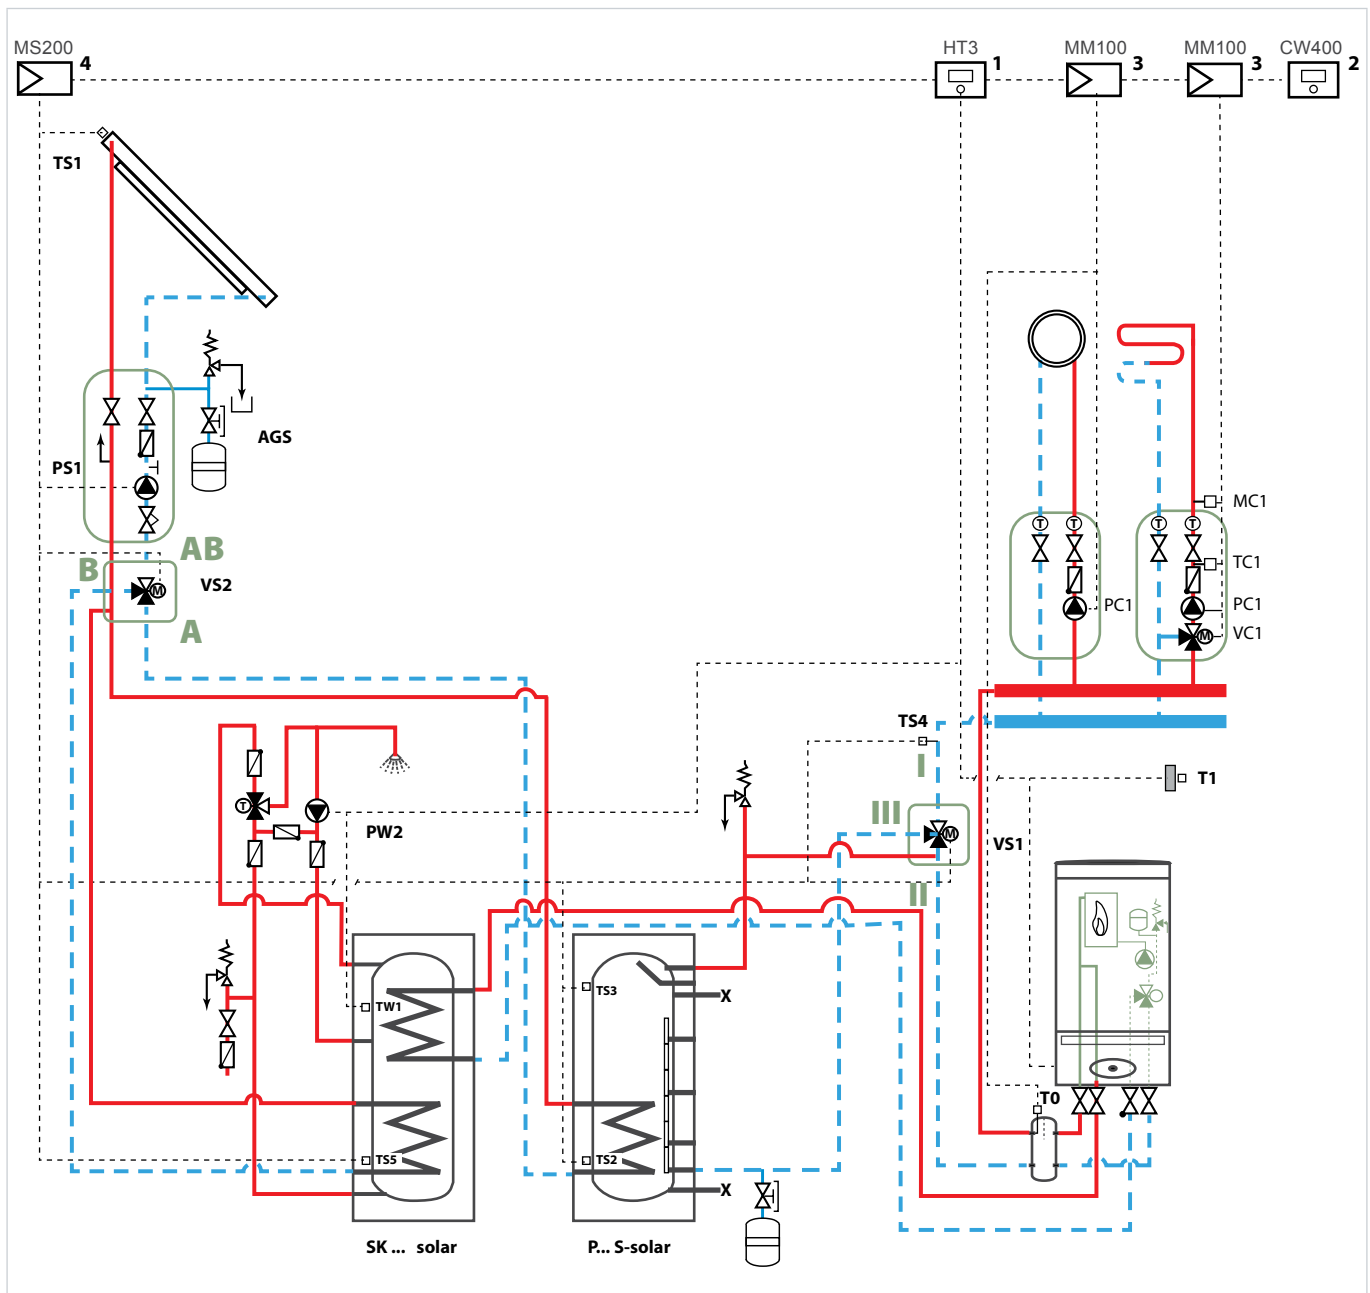 MS200 4
HT3 1
MM100 3
MM100 3
CW400 2
TS1
AGS
PS1
AB
B
VS2
A
M
MC1
T T T T
TC1
PC1
PC1
VC1
M
TS4
I
T1
III
M
VS1
T
PW2
II
TS3
X
TW1
T0
TS5
TS2
X
SK ... solar
P... S-solar